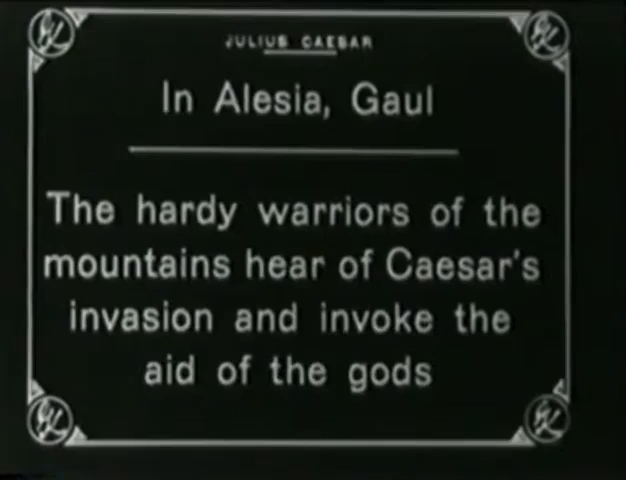 JULIUS CAESAR
In Alesia, Gaul
The hardy warriors of the
mountains hear of Caesar's
invasion and invoke the
aid of the gods